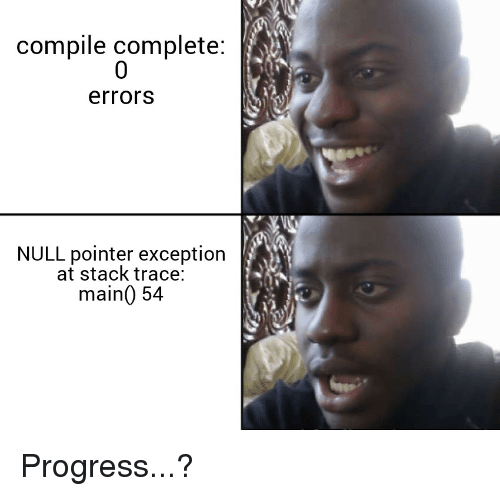 compile complete:
0
errors
NULL pointer exception
at stack trace:
main() 54
Progress...?